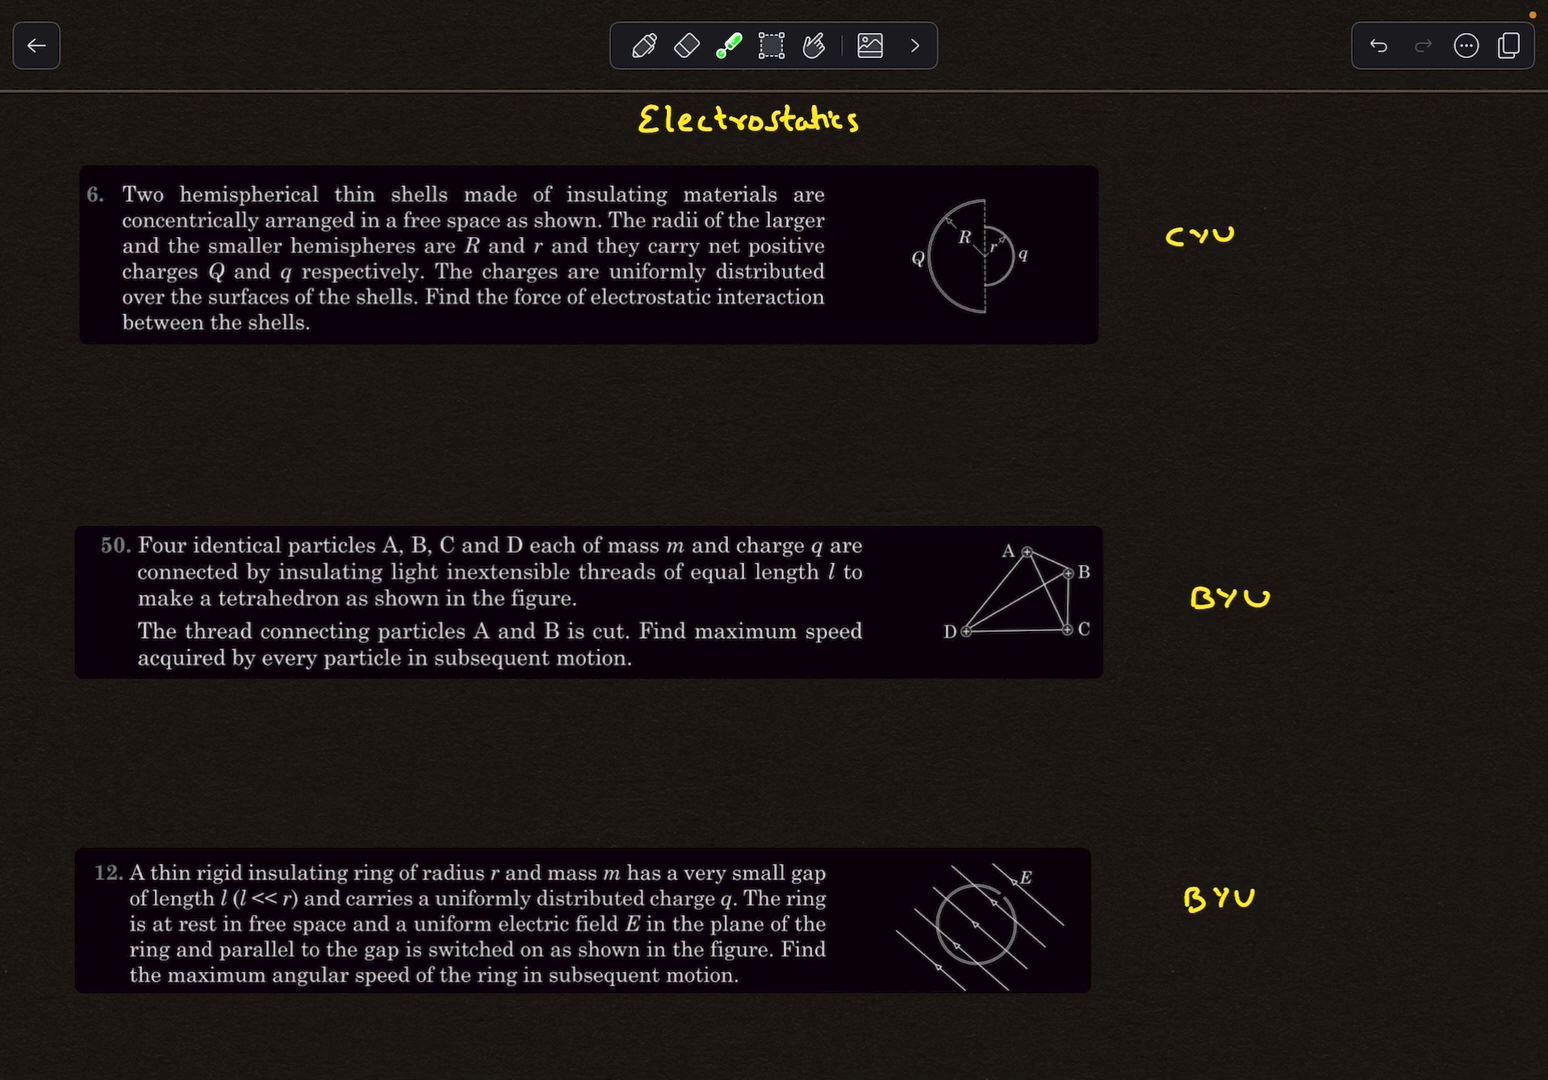 Electrostatics
6. Two hemispherical thin shells made of insulating materials are
concentrically arranged in a free space as shown. The radii of the larger
and the smaller hemispheres are R and r and they carry net positive
charges Q and q respectively. The charges are uniformly distributed
over the surfaces of the shells. Find the force of electrostatic interaction
between the shells.
Q R r q
CYU
50. Four identical particles A, B, C and D each of mass m and charge q are
connected by insulating light inextensible threads of equal length l to
make a tetrahedron as shown in the figure.
The thread connecting particles A and B is cut. Find maximum speed
acquired by every particle in subsequent motion.
A
B
D
C
BYU
12. A thin rigid insulating ring of radius r and mass m has a very small gap
of length l (l << r) and carries a uniformly distributed charge q. The ring
is at rest in free space and a uniform electric field E in the plane of the
ring and parallel to the gap is switched on as shown in the figure. Find
the maximum angular speed of the ring in subsequent motion.
E
BYU